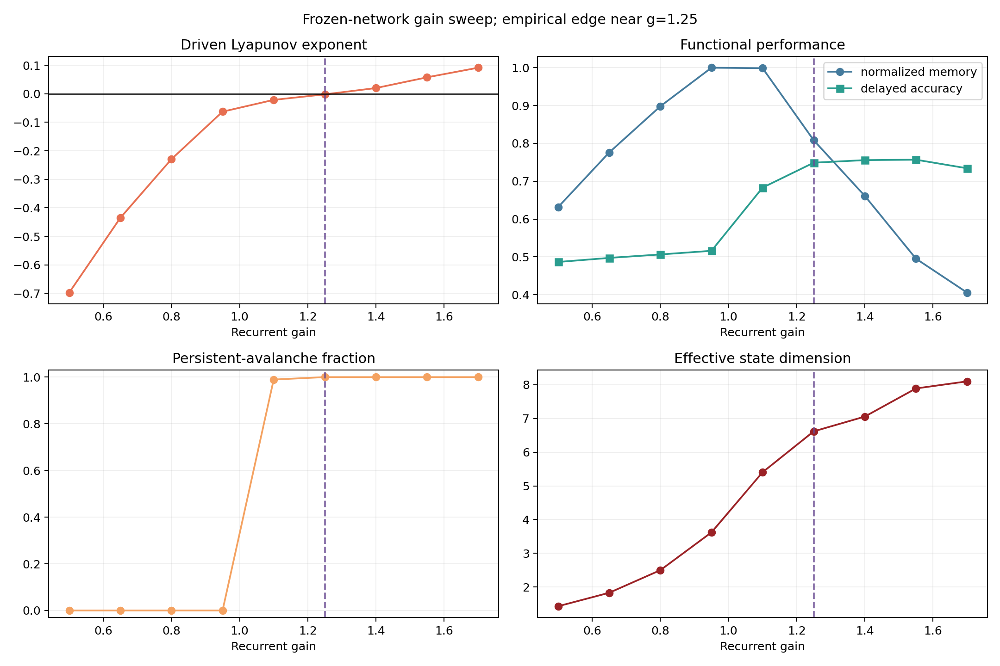 Frozen-network gain sweep; empirical edge near g=1.25
Driven Lyapunov exponent
0.1
0.0
−0.1
−0.2
−0.3
−0.4
−0.5
−0.6
−0.7
0.6 0.8 1.0 1.2 1.4 1.6
Recurrent gain
Functional performance
normalized memory
delayed accuracy
1.0
0.9
0.8
0.7
0.6
0.5
0.4
0.6 0.8 1.0 1.2 1.4 1.6
Recurrent gain
Persistent-avalanche fraction
1.0
0.8
0.6
0.4
0.2
0.0
0.6 0.8 1.0 1.2 1.4 1.6
Recurrent gain
Effective state dimension
8
7
6
5
4
3
2
0.6 0.8 1.0 1.2 1.4 1.6
Recurrent gain